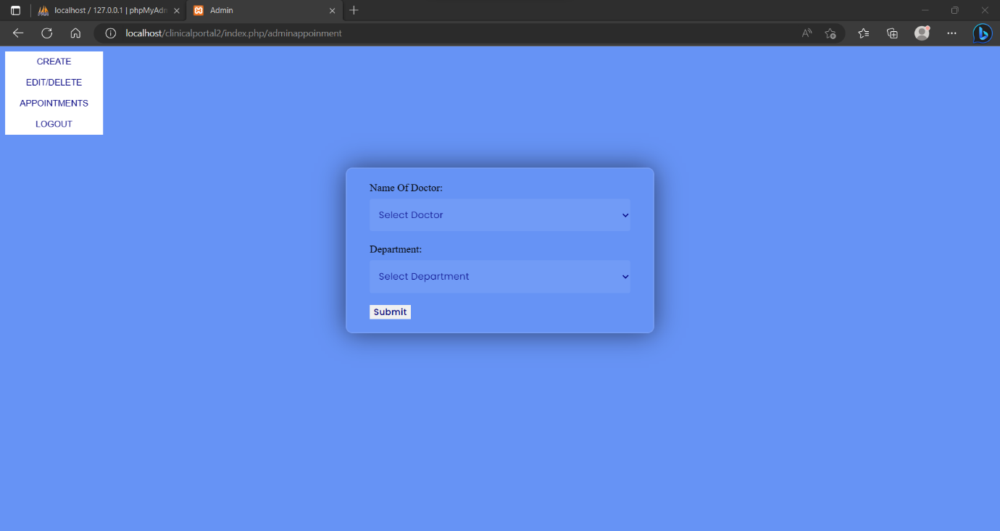 localhost / 127.0.0.1 | phpMyAdm
Admin
localhost/clinicalportal2/index.php/adminappoinment
CREATE
EDIT/DELETE
APPOINTMENTS
LOGOUT
Name Of Doctor:
Select Doctor
Department:
Select Department
Submit